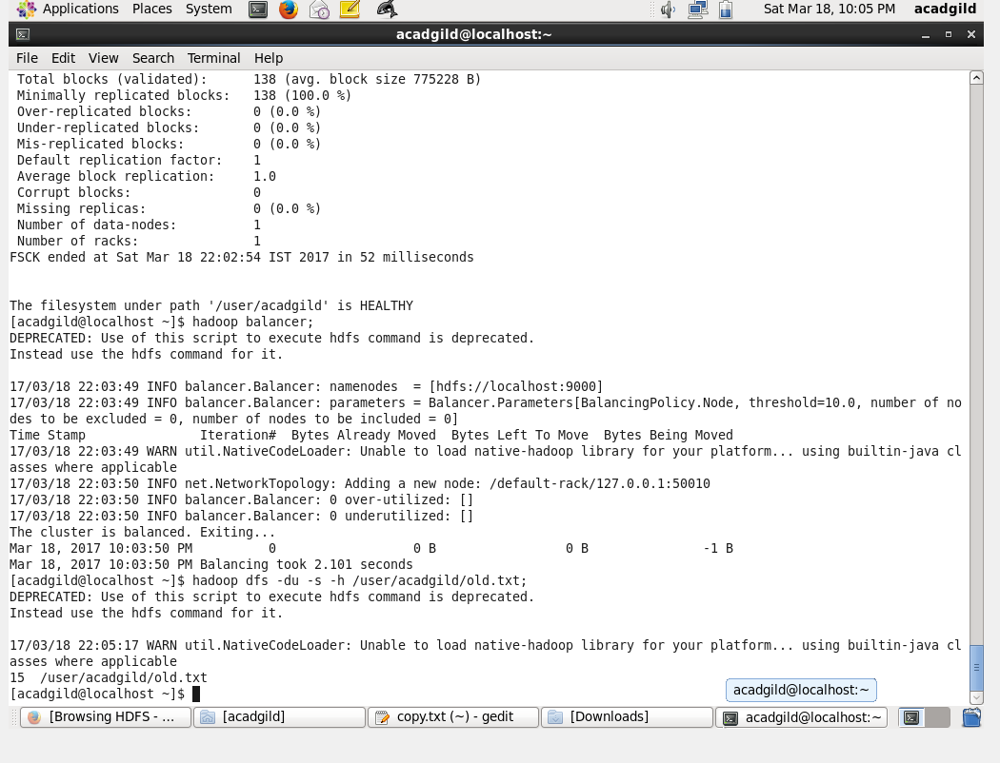 Applications Places System Sat Mar 18, 10:05 PM acadgild
acadgild@localhost:~
File Edit View Search Terminal Help
Total blocks (validated): 138 (avg. block size 775228 B)
Minimally replicated blocks: 138 (100.0 %)
Over-replicated blocks: 0 (0.0 %)
Under-replicated blocks: 0 (0.0 %)
Mis-replicated blocks: 0 (0.0 %)
Default replication factor: 1
Average block replication: 1.0
Corrupt blocks: 0
Missing replicas: 0 (0.0 %)
Number of data-nodes: 1
Number of racks: 1
FSCK ended at Sat Mar 18 22:02:54 IST 2017 in 52 milliseconds
The filesystem under path '/user/acadgild' is HEALTHY
[acadgild@localhost ~]$ hadoop balancer;
DEPRECATED: Use of this script to execute hdfs command is deprecated.
Instead use the hdfs command for it.
17/03/18 22:03:49 INFO balancer.Balancer: namenodes  = [hdfs://localhost:9000]
17/03/18 22:03:49 INFO balancer.Balancer: parameters = Balancer.Parameters[BalancingPolicy.Node, threshold=10.0, number of no
des to be excluded = 0, number of nodes to be included = 0]
Time Stamp Iteration# Bytes Already Moved Bytes Left To Move Bytes Being Moved
17/03/18 22:03:49 WARN util.NativeCodeLoader: Unable to load native-hadoop library for your platform... using builtin-java cl
asses where applicable
17/03/18 22:03:50 INFO net.NetworkTopology: Adding a new node: /default-rack/127.0.0.1:50010
17/03/18 22:03:50 INFO balancer.Balancer: 0 over-utilized: []
17/03/18 22:03:50 INFO balancer.Balancer: 0 underutilized: []
The cluster is balanced. Exiting...
Mar 18, 2017 10:03:50 PM 0 0 B 0 B -1 B
Mar 18, 2017 10:03:50 PM Balancing took 2.101 seconds
[acadgild@localhost ~]$ hadoop dfs -du -s -h /user/acadgild/old.txt;
DEPRECATED: Use of this script to execute hdfs command is deprecated.
Instead use the hdfs command for it.
17/03/18 22:05:17 WARN util.NativeCodeLoader: Unable to load native-hadoop library for your platform... using builtin-java cl
asses where applicable
15  /user/acadgild/old.txt
[acadgild@localhost ~]$
acadgild@localhost:~
[Browsing HDFS - ... [acadgild] copy.txt (~) - gedit [Downloads] acadgild@localhost:~